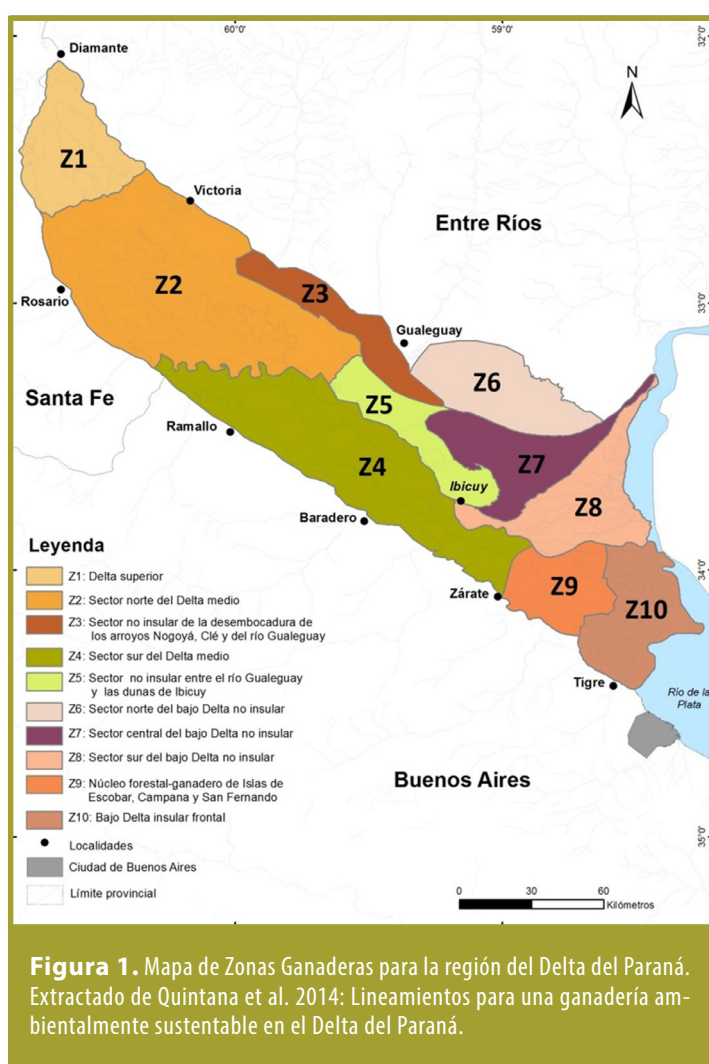 60°0'
59°0'
32°0'
Diamante
N
Z1
Victoria
Entre Ríos
Z2
Z3
Rosario
33°0'
Gualeguay
Z6
Santa Fe
Z5
Ramallo
Z7
Z4
Ibicuy
Z8
Baradero
Leyenda
Z1: Delta superior
Z2: Sector norte del Delta medio
Z3: Sector no insular de la desembocadura de
los arroyos Nogoyá, Clé y del río Gualeguay
Z4: Sector sur del Delta medio
Z5: Sector no insular entre el río Gualeguay
y las dunas de Ibicuy
Z6: Sector norte del bajo Delta no insular
Z7: Sector central del bajo Delta no insular
Z8: Sector sur del bajo Delta no insular
Z9: Núcleo forestal-ganadero de Islas de
Escobar, Campana y San Fernando
Z10: Bajo Delta insular frontal
Localidades
Ciudad de Buenos Aires
Límite provincial
34°0'
Zárate
Z9
Z10
Tigre
Río de la
Plata
Buenos Aires
35°0'
0 30 60
Kilómetros
Figura 1. Mapa de Zonas Ganaderas para la región del Delta del Paraná.
Extractado de Quintana et al. 2014: Lineamientos para una ganadería am-
bientalmente sustentable en el Delta del Paraná.